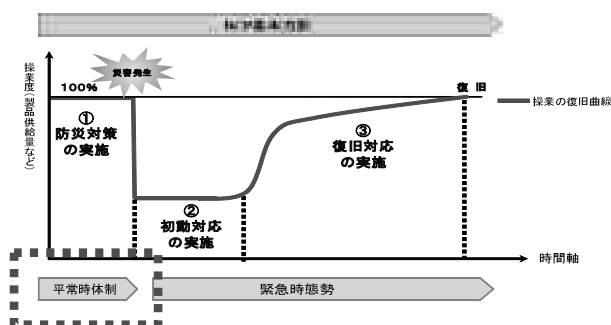 災害発生
操業度(製品供給量など)
100%
復 旧
操業の復旧曲線
①
防災対策
の実施
③
復旧対応
の実施
②
初動対応
の実施
時間軸
平常時体制
緊急時態勢